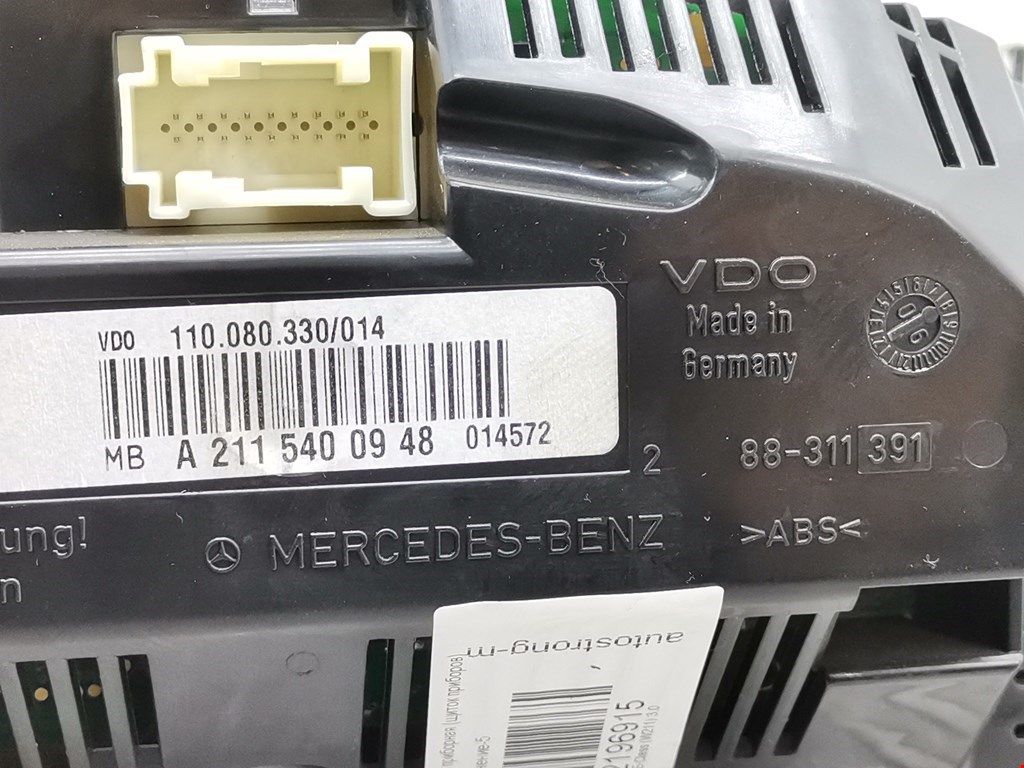 VDO 110.080.330/014
MB A 211 540 09 48 014572
VDO
Made in
Germany
2
88-311 391
ung!
n
MERCEDES-BENZ
>ABS<
autostrong-m